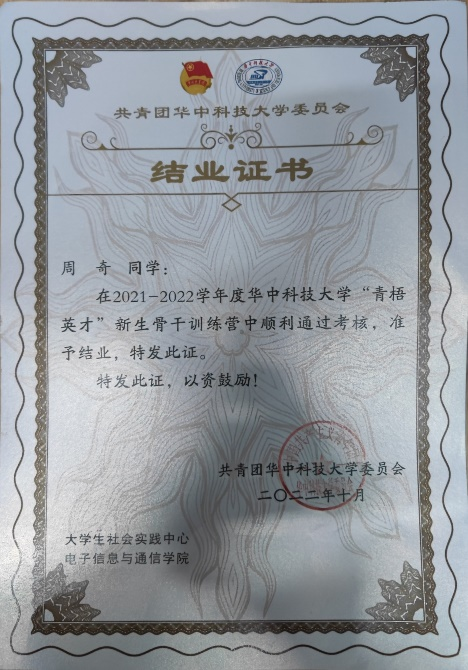 共青团华中科技大学委员会
结业证书
周 奇 同学：
在2021-2022学年度华中科技大学“青梧
英才”新生骨干训练营中顺利通过考核，准
予结业，特发此证。
特发此证，以资鼓励！
共青团华中科技大学委员会
二〇二二年十月
大学生社会实践中心
电子信息与通信学院